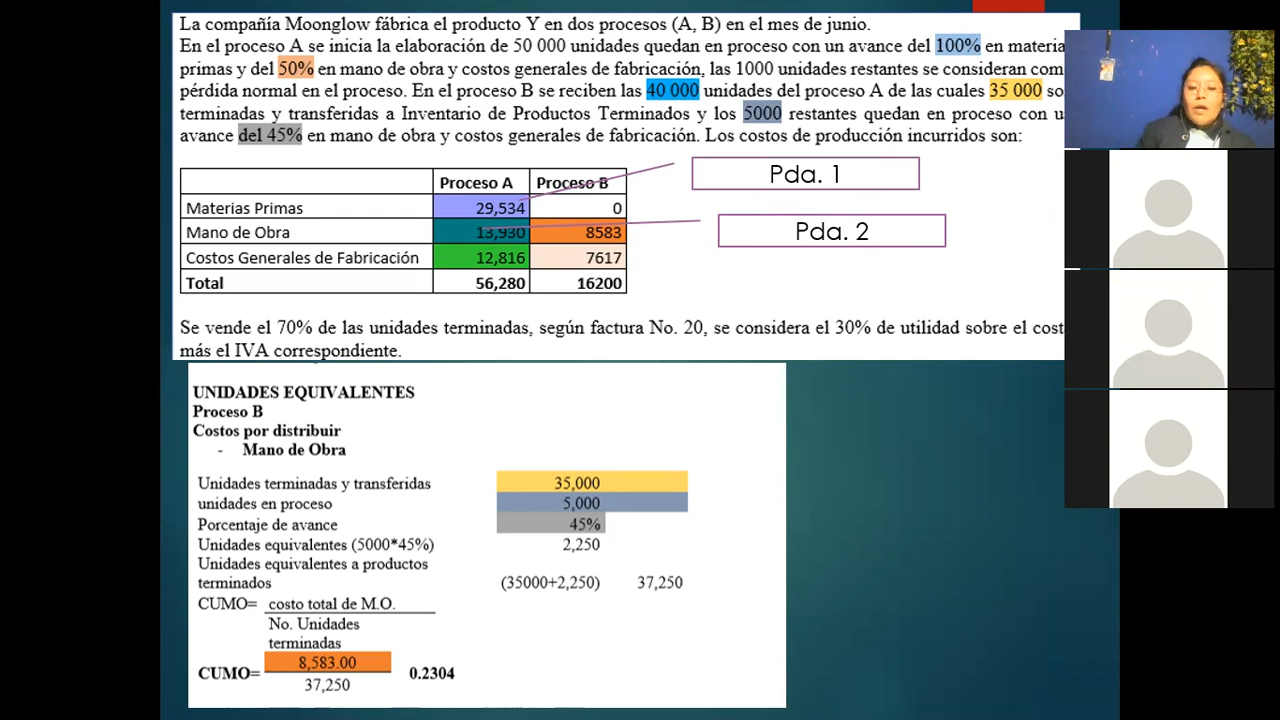 La compañía Moonglow fábrica el producto Y en dos procesos (A, B) en el mes de junio.
En el proceso A se inicia la elaboración de 50 000 unidades quedan en proceso con un avance del 100% en materia
primas y del 50% en mano de obra y costos generales de fabricación, las 1000 unidades restantes se consideran com
pérdida normal en el proceso. En el proceso B se reciben las 40 000 unidades del proceso A de las cuales 35 000 so
terminadas y transferidas a Inventario de Productos Terminados y los 5000 restantes quedan en proceso con u
avance del 45% en mano de obra y costos generales de fabricación. Los costos de producción incurridos son:
Proceso A Proceso B
Materias Primas 29,534 0
Mano de Obra 13,930 8583
Costos Generales de Fabricación 12,816 7617
Total 56,280 16200
Pda. 1
Pda. 2
Se vende el 70% de las unidades terminadas, según factura No. 20, se considera el 30% de utilidad sobre el cost
más el IVA correspondiente.
UNIDADES EQUIVALENTES
Proceso B
Costos por distribuir
- Mano de Obra
Unidades terminadas y transferidas 35,000
unidades en proceso 5,000
Porcentaje de avance 45%
Unidades equivalentes (5000*45%) 2,250
Unidades equivalentes a productos
terminados (35000+2,250) 37,250
CUMO= costo total de M.O.
No. Unidades
terminadas
8,583.00
CUMO= 0.2304
37,250